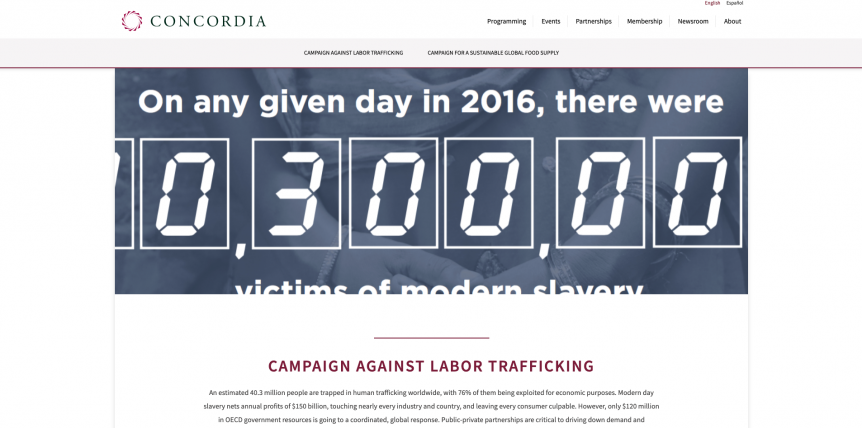 English Español
CONCORDIA
Programming Events Partnerships Membership Newsroom About
CAMPAIGN AGAINST LABOR TRAFFICKING CAMPAIGN FOR A SUSTAINABLE GLOBAL FOOD SUPPLY
On any given day in 2016, there were
0,300,00
victims of modern slavery
CAMPAIGN AGAINST LABOR TRAFFICKING
An estimated 40.3 million people are trapped in human trafficking worldwide, with 76% of them being exploited for economic purposes. Modern day
slavery nets annual profits of $150 billion, touching nearly every industry and country, and leaving every consumer culpable. However, only $120 million
in OECD government resources is going to a coordinated, global response. Public-private partnerships are critical to driving down demand and